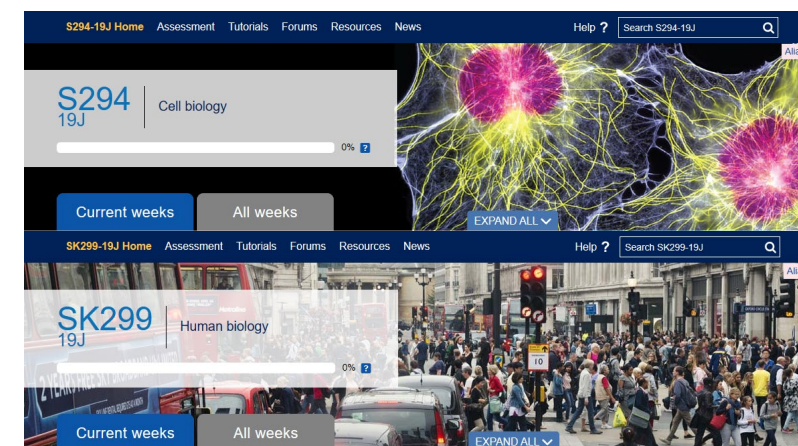 S294-19J Home Assessment Tutorials Forums Resources News Help ? Search S294-19J
S294
19J
Cell biology
0% ?
Current weeks All weeks
EXPAND ALL
SK299-19J Home Assessment Tutorials Forums Resources News Help ? Search SK299-19J
SK299
19J
Human biology
0% ?
10
Current weeks All weeks
EXPAND ALL